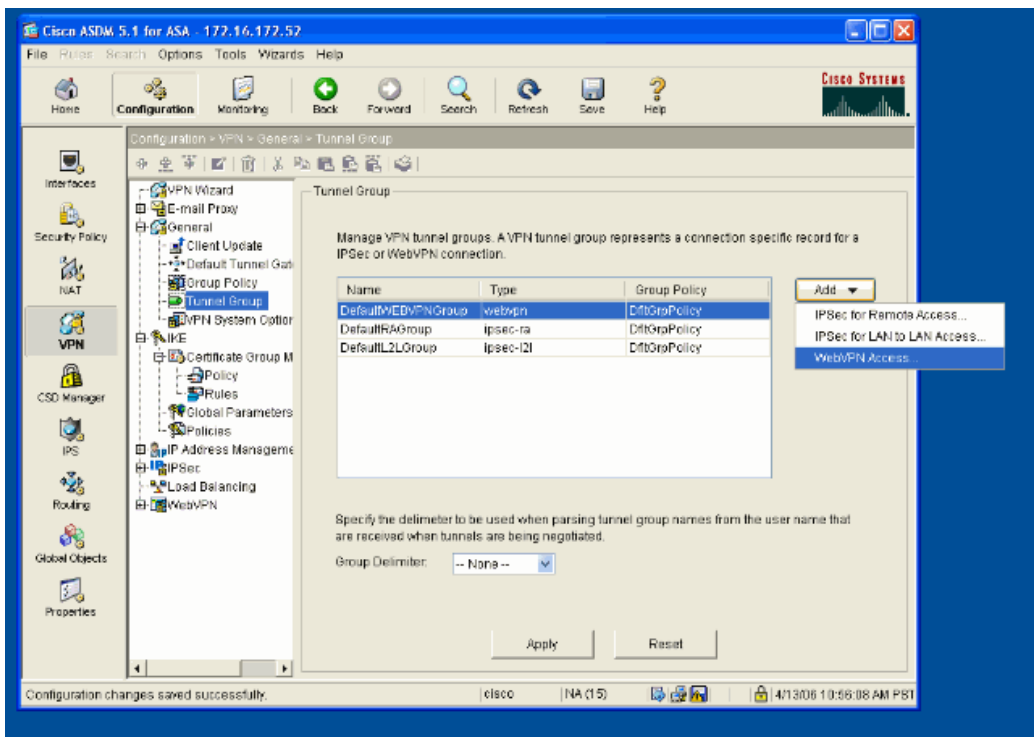 Cisco ASDM 5.1 for ASA - 172.16.172.52
File Rules Search Options Tools Wizards Help
Home Configuration Monitoring Back Forward Search Refresh Save Help
CISCO SYSTEMS
Configuration > VPN > General > Tunnel Group
Interfaces
Security Policy
NAT
VPN
CSD Manager
IPS
Routing
Global Objects
Properties
VPN Wizard
E-mail Proxy
General
Client Update
Default Tunnel Gat
Group Policy
Tunnel Group
VPN System Option
IKE
Certificate Group M
Policy
Rules
Global Parameters
Policies
IP Address Manageme
IPSec
Load Balancing
WebVPN
Tunnel Group
Manage VPN tunnel groups. A VPN tunnel group represents a connection specific record for a
IPSec or WebVPN connection.
Name Type Group Policy
DefaultWEBVPNGroup webvpn DfltGrpPolicy
DefaultRAGroup ipsec-ra DfltGrpPolicy
DefaultL2LGroup ipsec-l2l DfltGrpPolicy
Add
IPSec for Remote Access...
IPSec for LAN to LAN Access...
WebVPN Access...
Specify the delimeter to be used when parsing tunnel group names from the user name that
are received when tunnels are being negotiated.
Group Delimiter: -- None --
Apply Reset
Configuration changes saved successfully. cisco NA (15) 4/13/06 10:56:08 AM PST